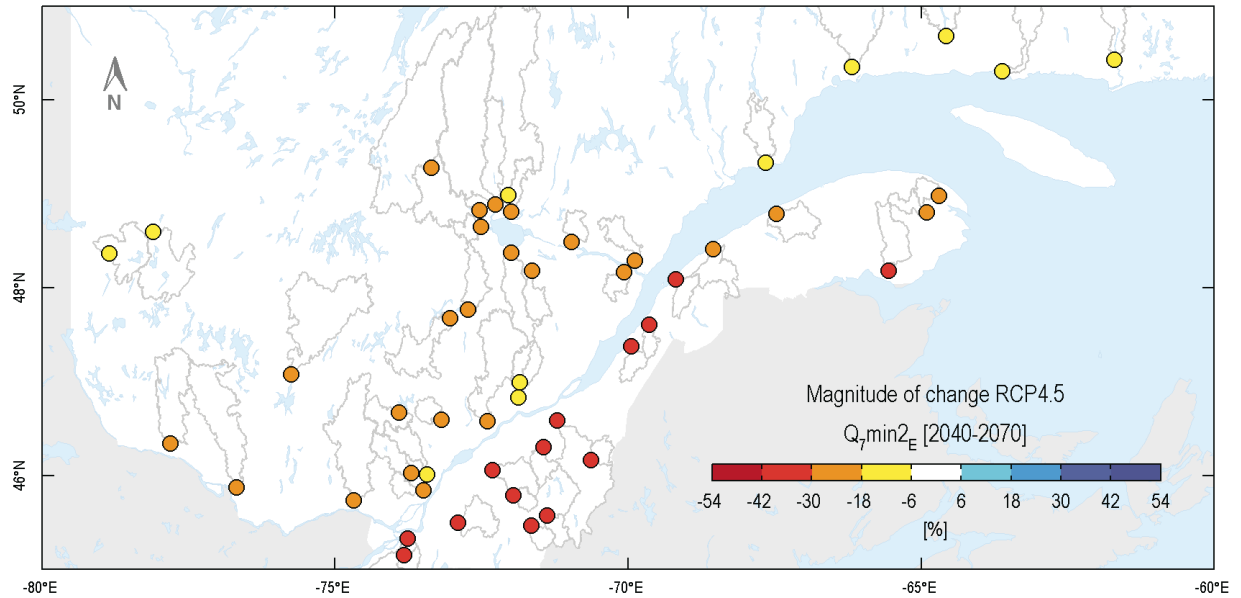 50°N
48°N
46°N
N
Magnitude of change RCP4.5
Q7min2E [2040-2070]
-54 -42 -30 -18 -6 6 18 30 42 54
[%]
-80°E -75°E -70°E -65°E -60°E